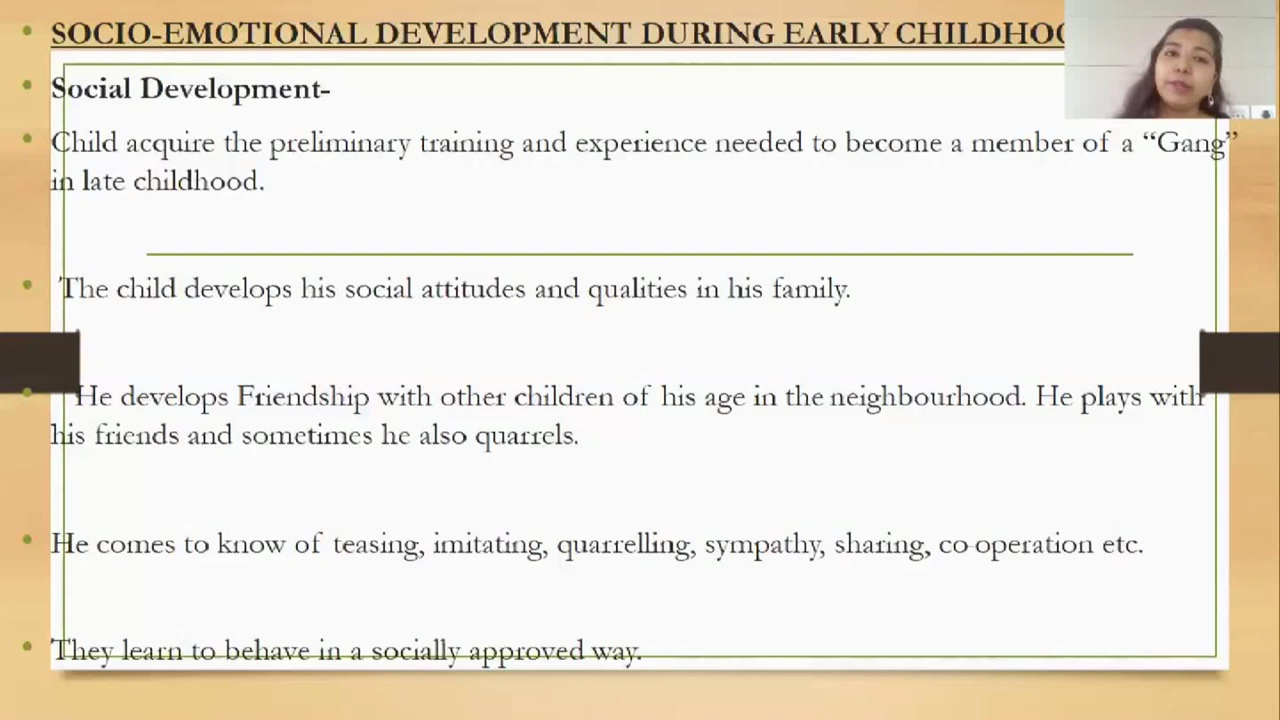 SOCIO-EMOTIONAL DEVELOPMENT DURING EARLY
Social Development-
Child acquire the preliminary training and experience needed to become a member of a “Gang”
in late childhood.
The child develops his social attitudes and qualities in his family.
He develops Friendship with other children of his age in the neighbourhood. He plays with
his friends and sometimes he also quarrels.
He comes to know of teasing, imitating, quarrelling, sympathy, sharing, co-operation etc.
They learn to behave in a socially approved way.